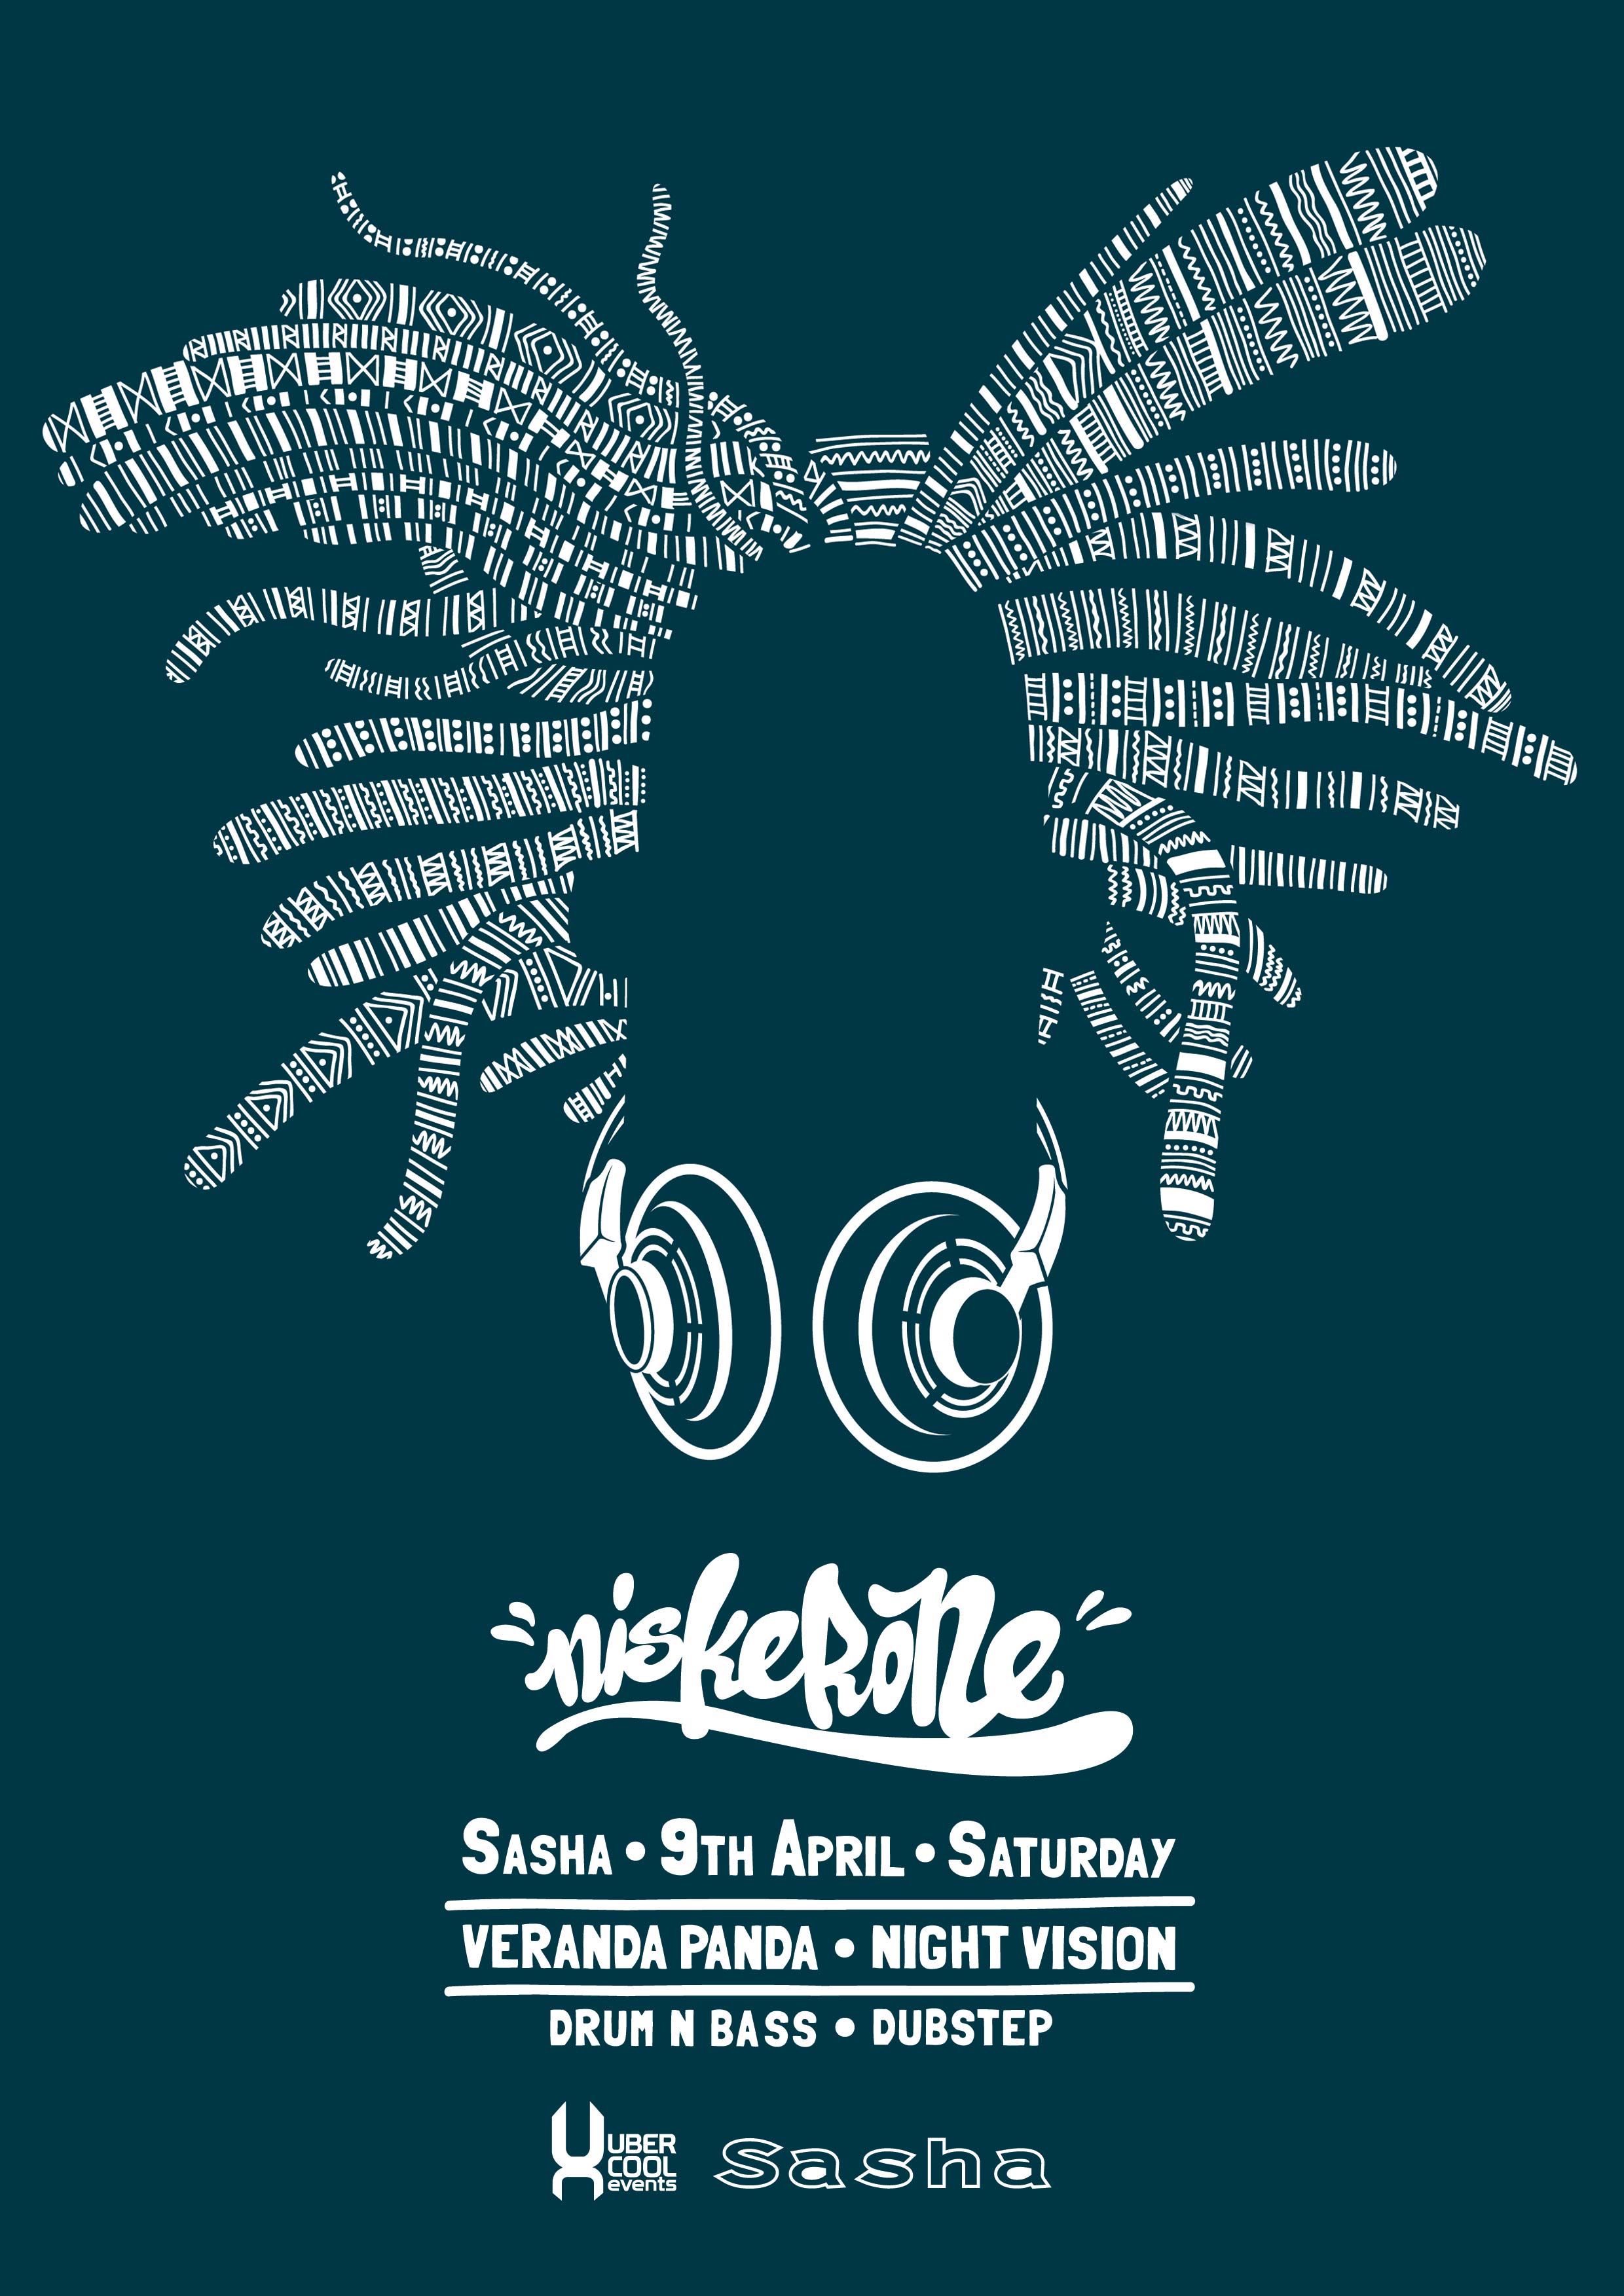 niskeRoNe
Sasha • 9th April • Saturday
VERANDA PANDA • NIGHT VISION
DRUM N BASS • DUBSTEP
UBER
COOL
events
Sasha